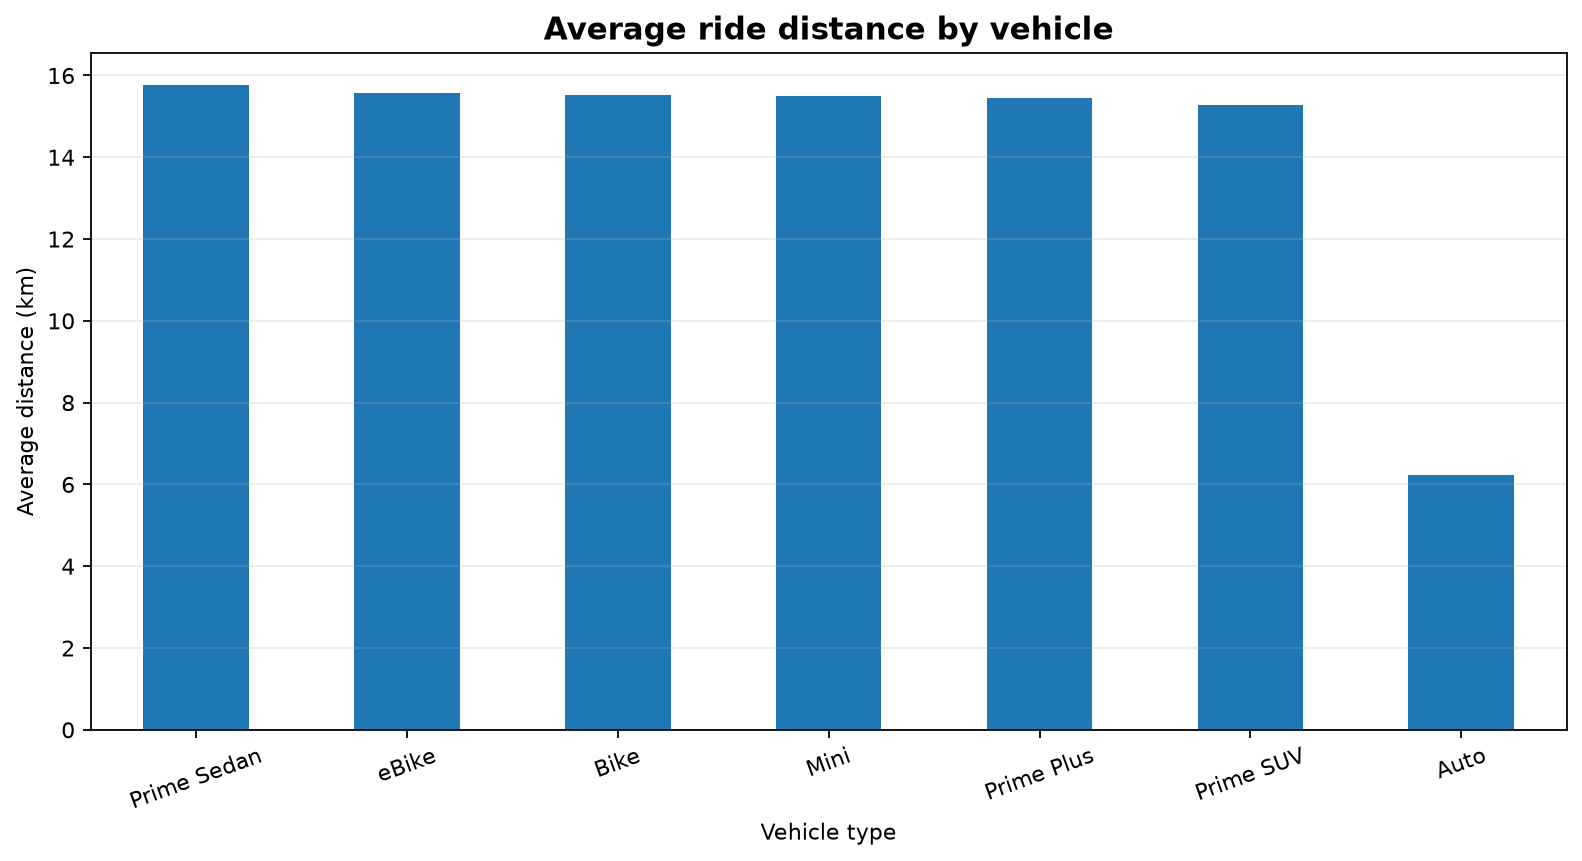 Average ride distance by vehicle
16
14
12
10
8
6
4
2
0
Average distance (km)
Prime Sedan
eBike
Bike
Mini
Prime Plus
Prime SUV
Auto
Vehicle type